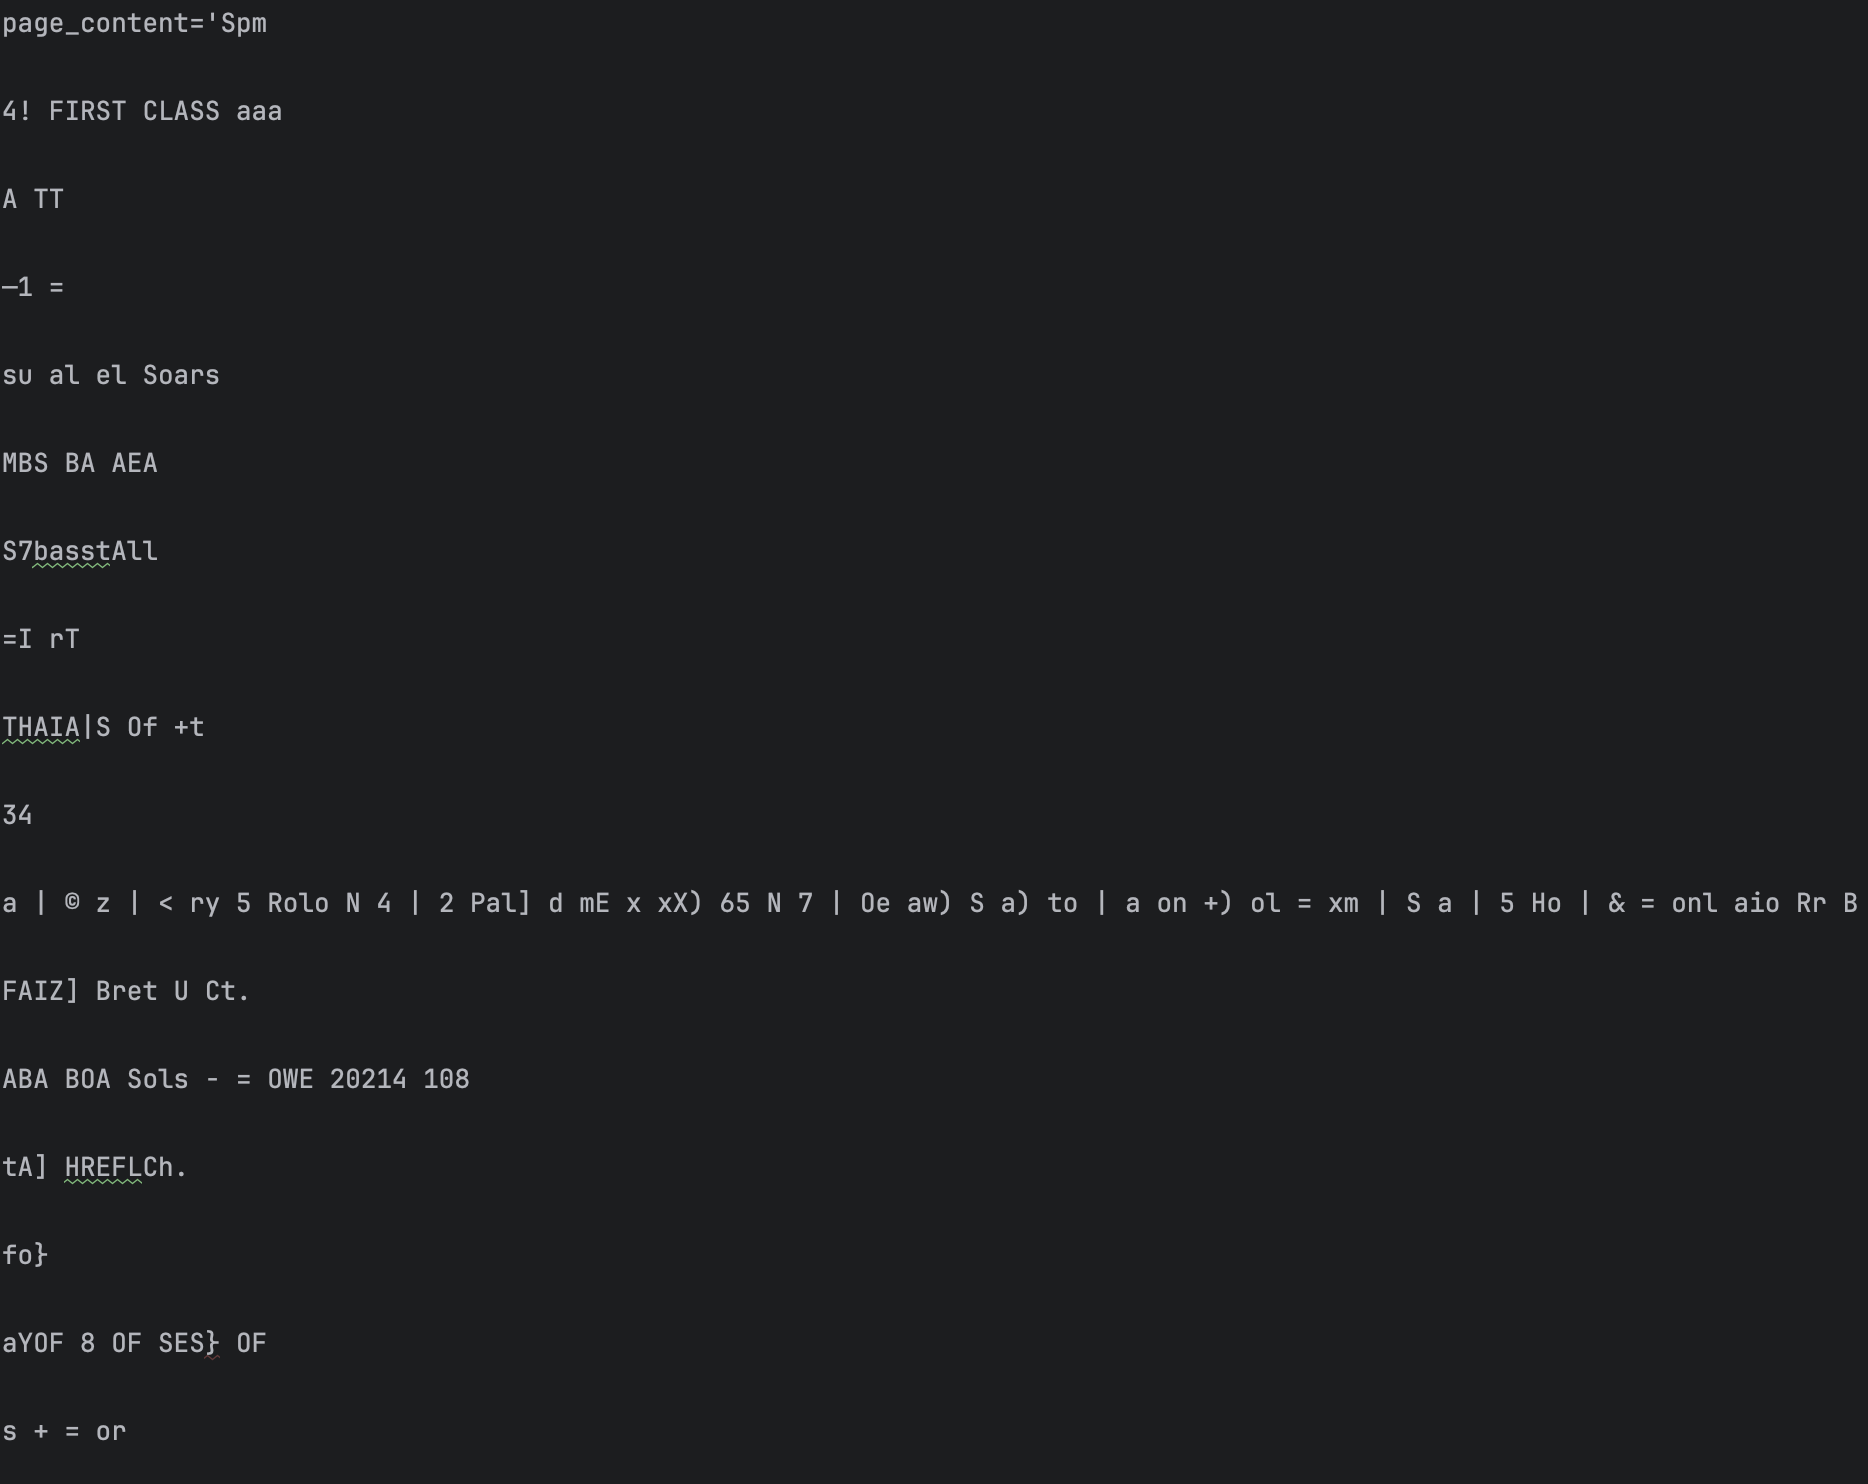 page_content='Spm
4! FIRST CLASS aaa
A TT
—1 =
su al el Soars
MBS BA AEA
S7basstAll
=I rT
THAIA|S Of +t
34
a | © z | < ry 5 Rolo N 4 | 2 Pal] d mE x xX) 65 N 7 | Oe aw) S a) to | a on +) ol = xm | S a | 5 Ho | & = onl aio Rr B
FAIZ] Bret U Ct.
ABA BOA Sols - = OWE 20214 108
tA] HREFLCh.
fo}
aYOF 8 OF SES} OF
s + = or